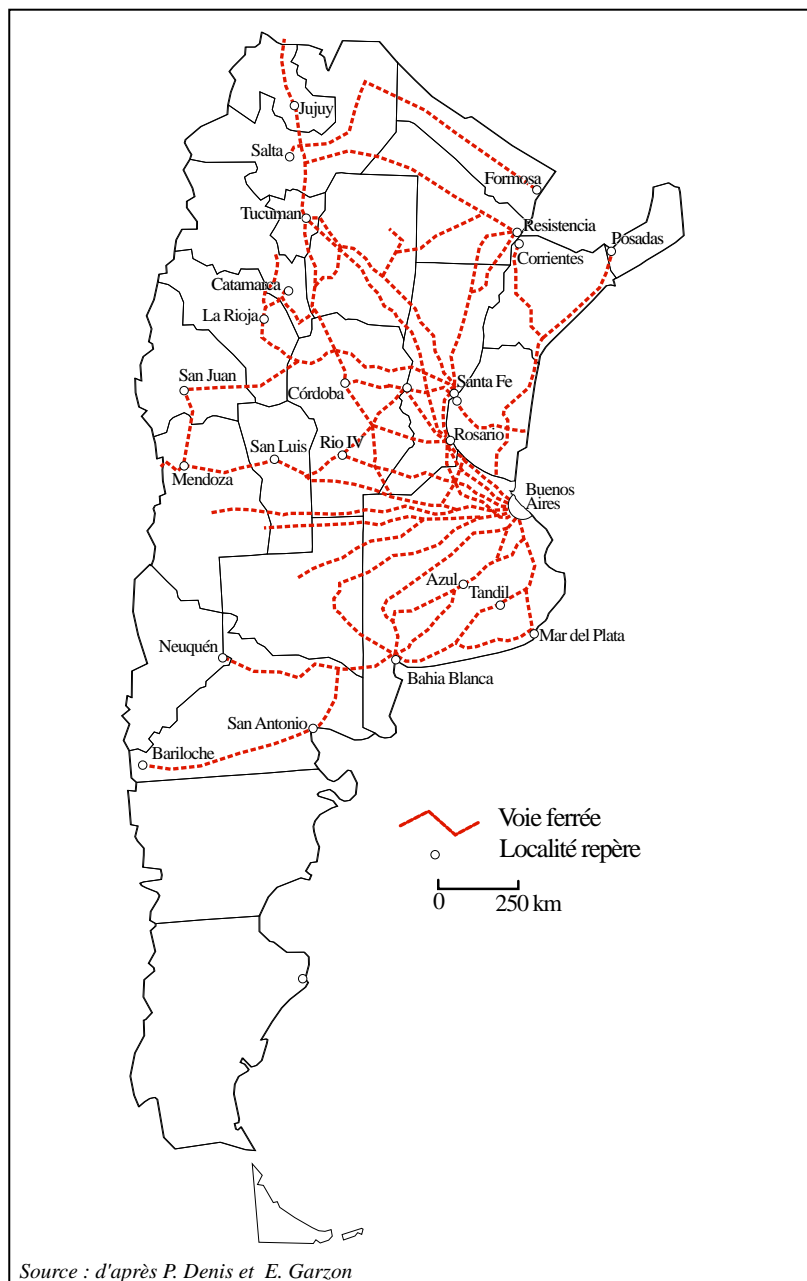 Jujuy
Salta
Formosa
Tucuman
Resistencia
Posadas
Corrientes
Catamarca
La Rioja
San Juan
Santa Fe
Córdoba
Rosario
San Luis
Rio IV
Mendoza
Buenos
Aires
Azul
Tandil
Mar del Plata
Neuquén
Bahia Blanca
San Antonio
Bariloche
Voie ferrée
Localité repère
0 250 km
Source : d'après P. Denis et E. Garzon